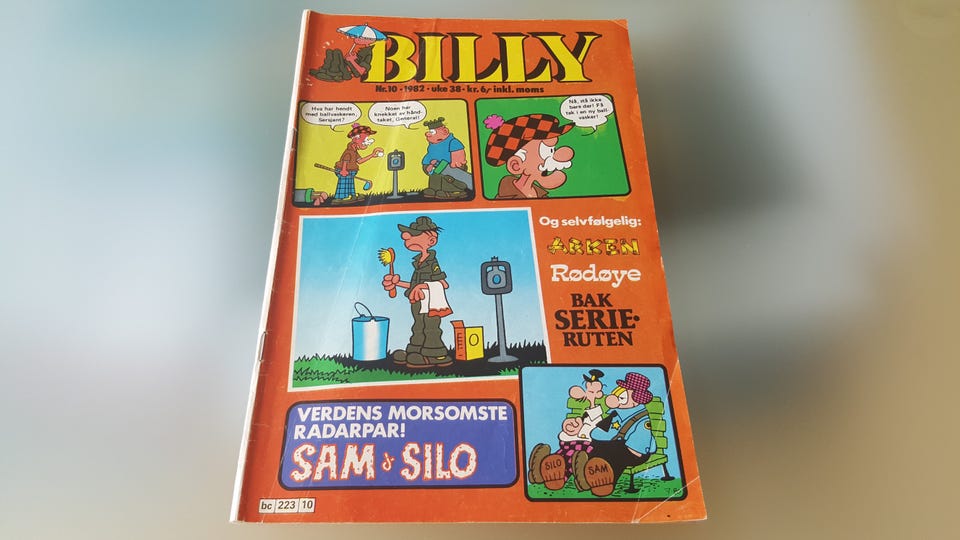 BILLY
Nr. 10 • 1982 • uke 38 • kr. 6,- inkl. moms
Hva har hendt
med ballvaskeren,
Sersjant?
Noen har
knekket av hånd-
taket, General!
Nå, stå ikke
bare der! Få
tak i en ny ball-
vasker!
Og selvfølgelig:
ARKEN
Rødøye
BAK
SERIE-
RUTEN
VERDENS MORSOMSTE
RADARPAR!
SAM & SILO
SILO
SAM
bc 223 10